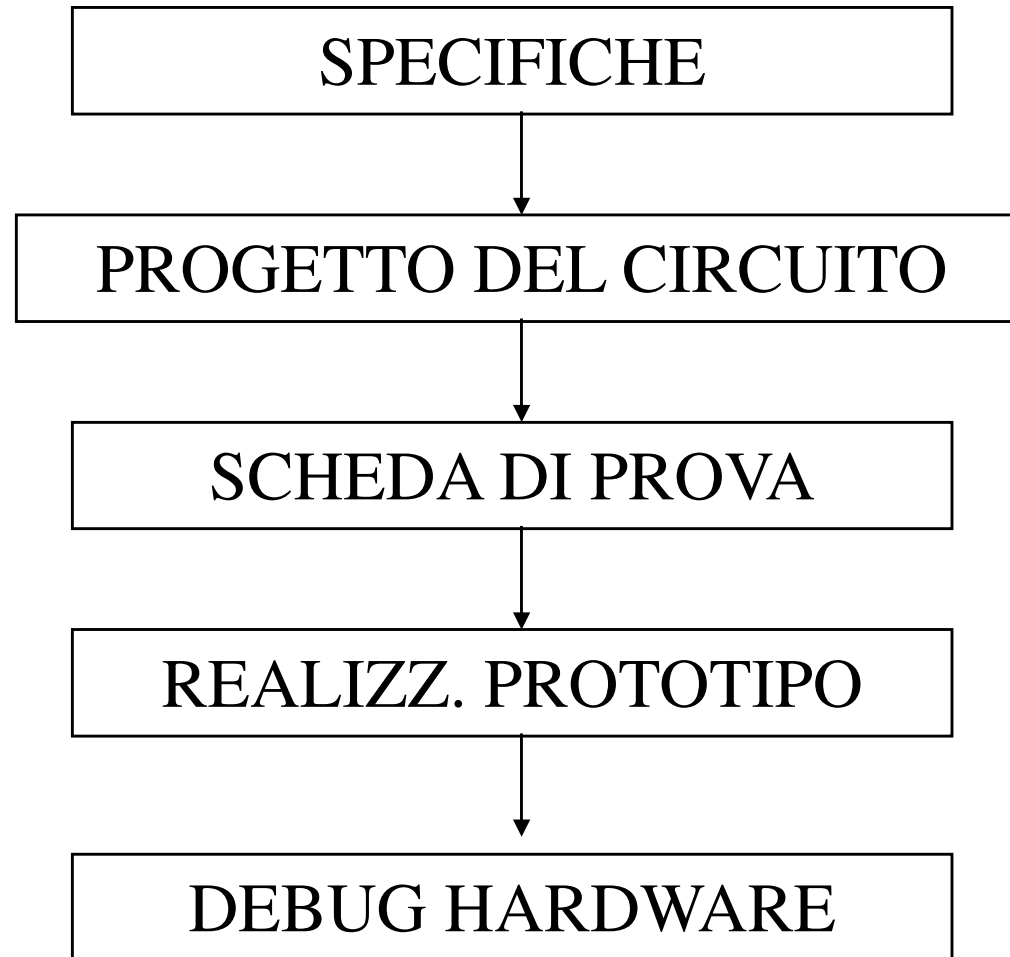 SPECIFICHE
PROGETTO DEL CIRCUITO
SCHEDA DI PROVA
REALIZZ. PROTOTIPO
DEBUG HARDWARE